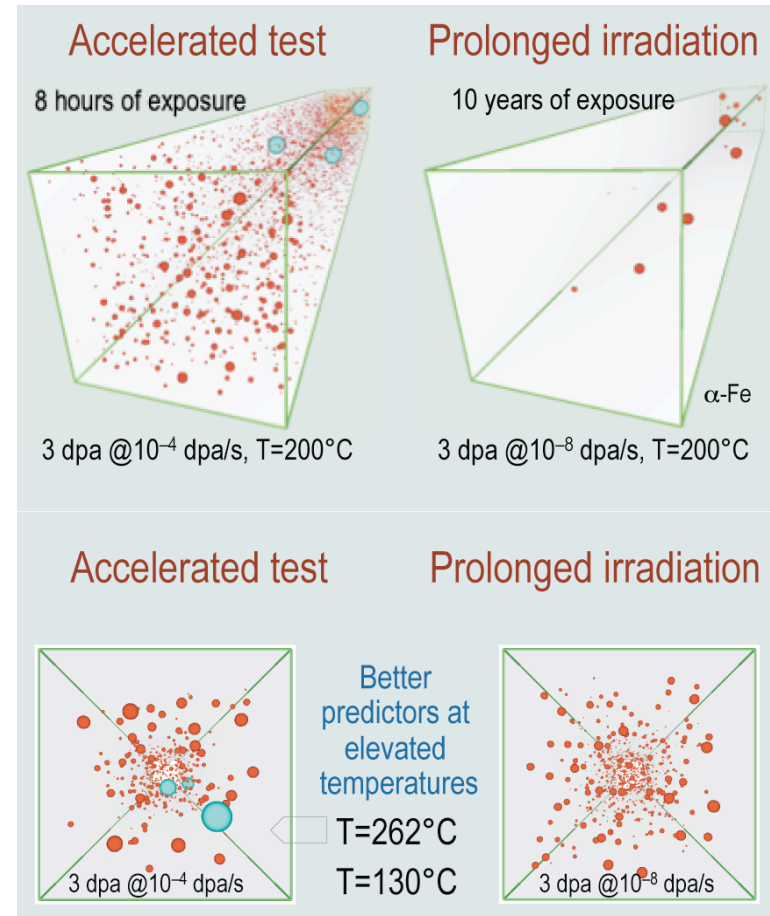 Accelerated test
Prolonged irradiation
8 hours of exposure
10 years of exposure
α-Fe
3 dpa @10⁻⁴ dpa/s, T=200°C
3 dpa @10⁻⁸ dpa/s, T=200°C
Accelerated test
Prolonged irradiation
Better
predictors at
elevated
temperatures
T=262°C
T=130°C
3 dpa @10⁻⁴ dpa/s
3 dpa @10⁻⁸ dpa/s